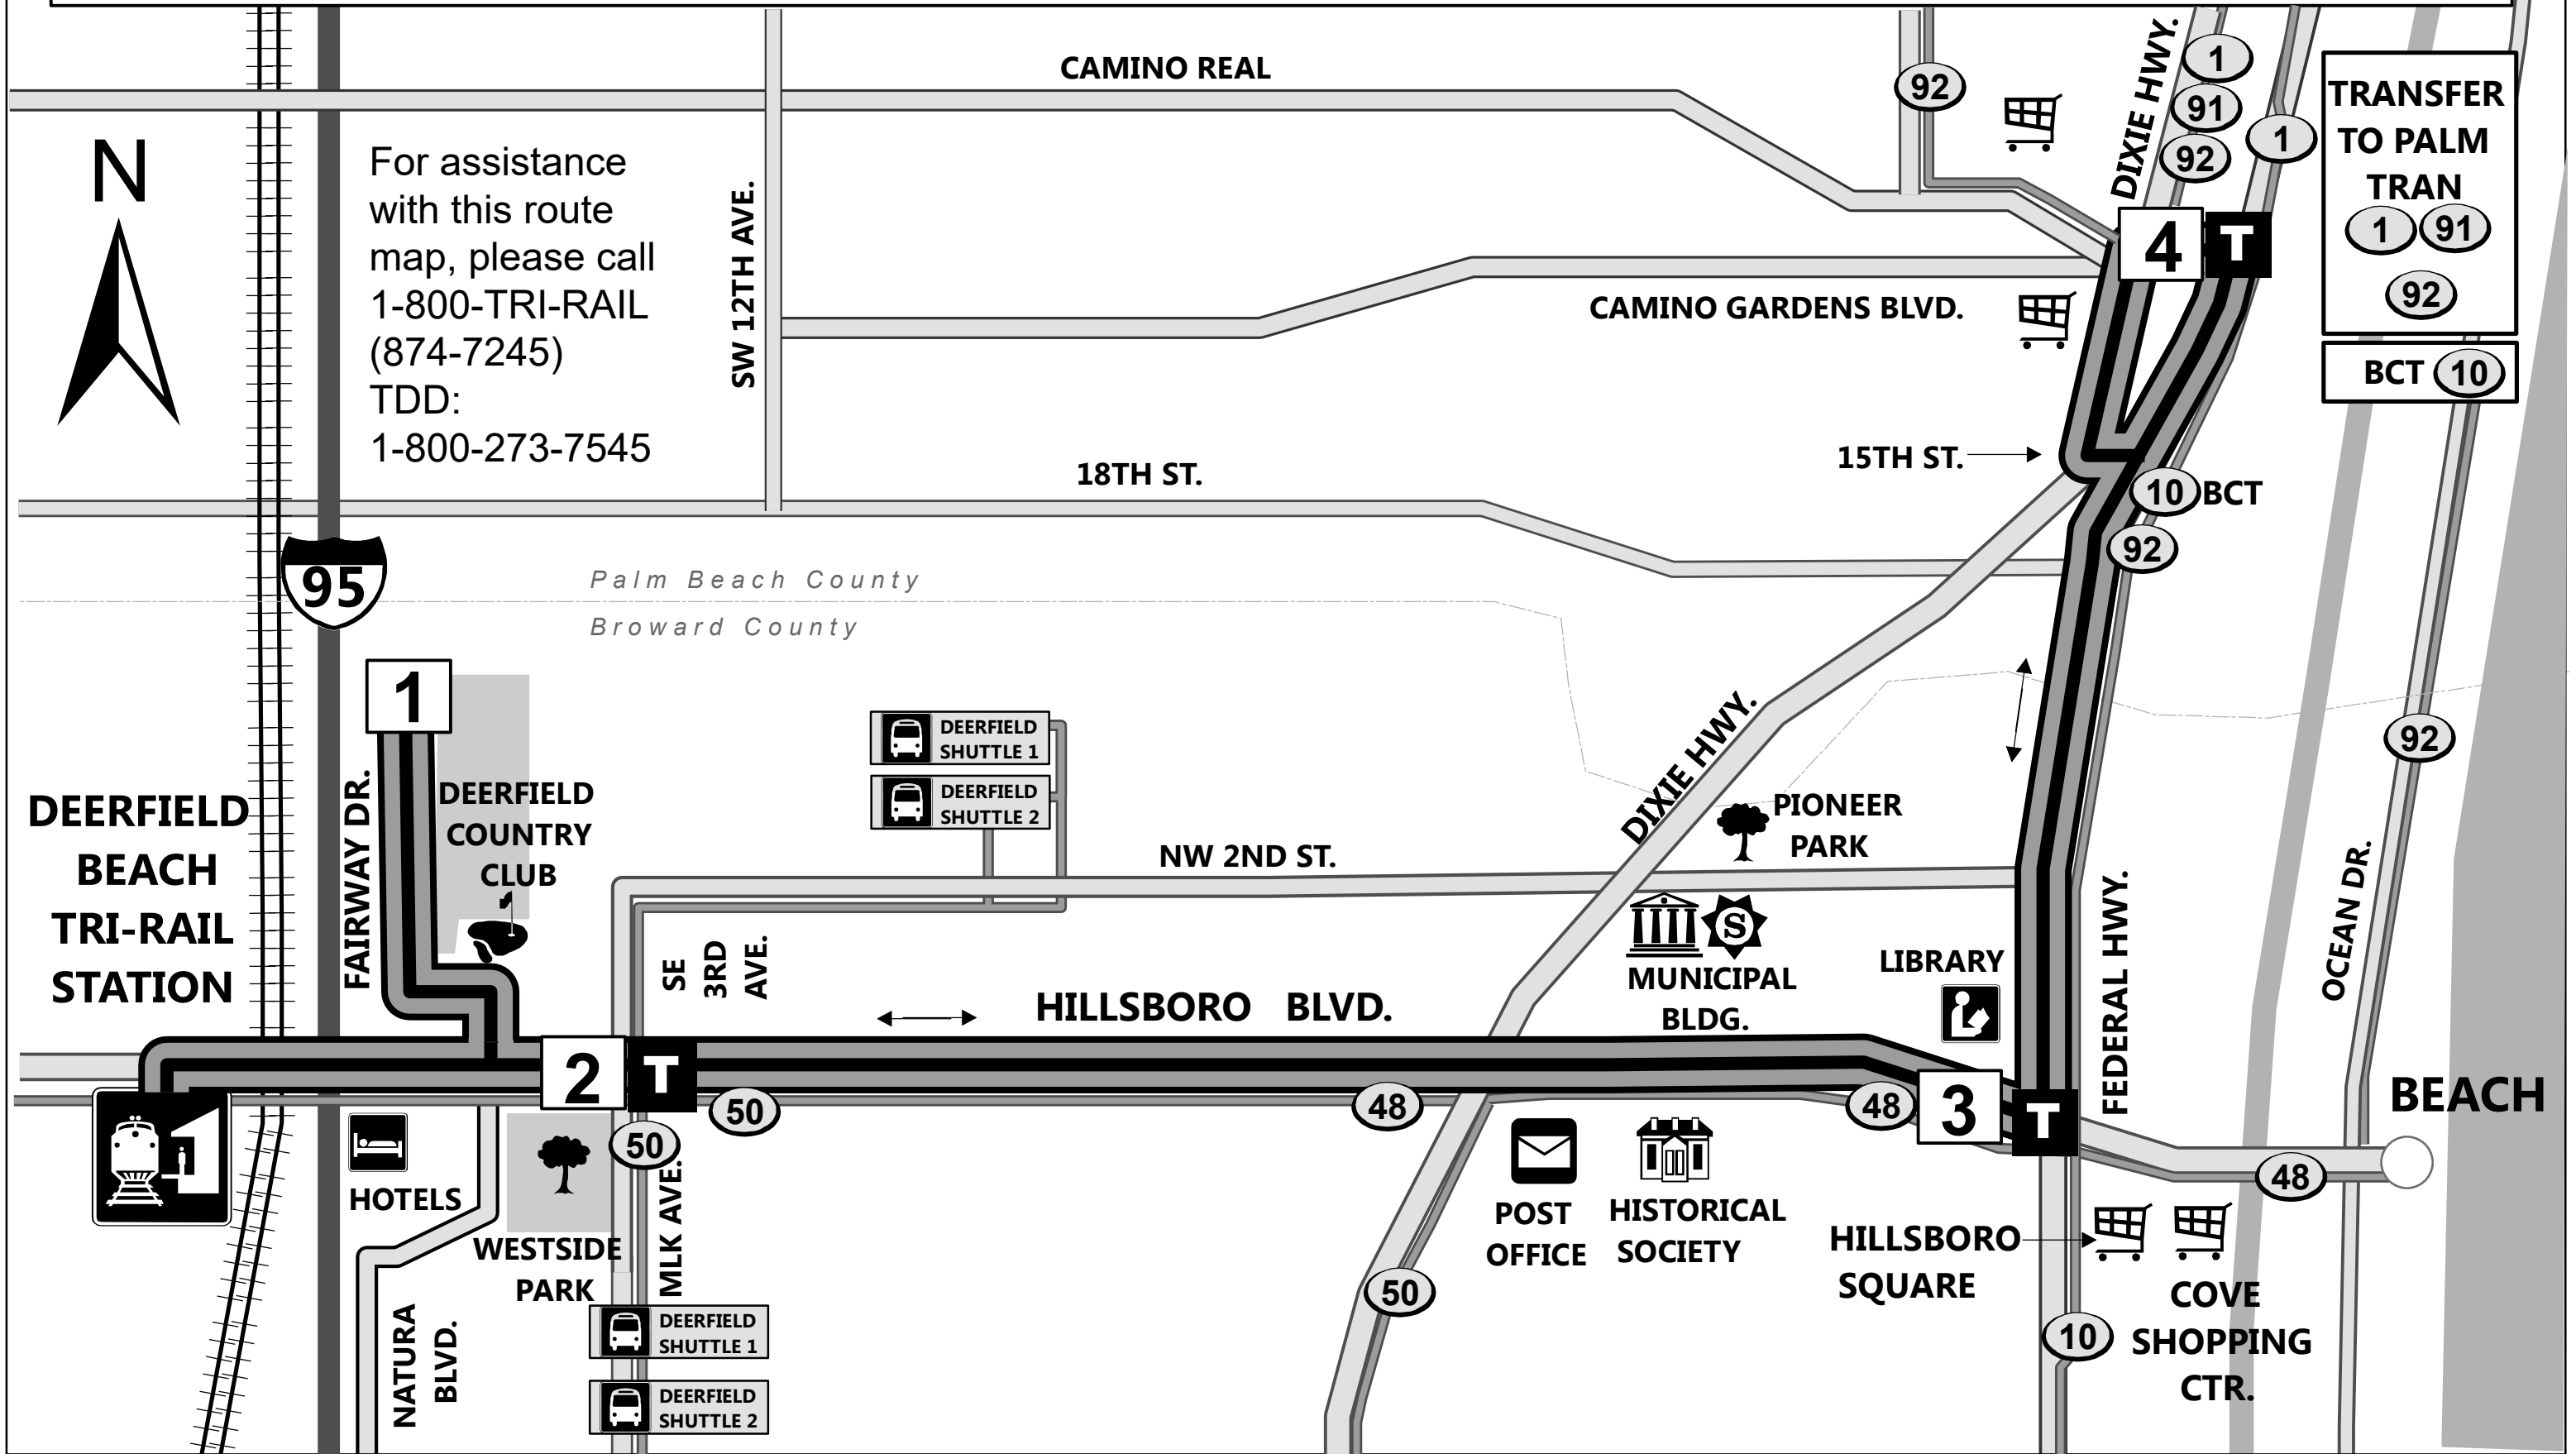 CAMINO REAL
92
DIXIE HWY.
1
91
92
1
TRANSFER
TO PALM
TRAN
1
91
92
BCT 10
N
For assistance
with this route
map, please call
1-800-TRI-RAIL
(874-7245)
TDD:
1-800-273-7545
SW 12TH AVE.
4
T
CAMINO GARDENS BLVD.
15TH ST.
18TH ST.
10 BCT
92
95
Palm Beach County
Broward County
1
DEERFIELD
SHUTTLE 1
DEERFIELD
SHUTTLE 2
DIXIE HWY.
92
DEERFIELD
BEACH
TRI-RAIL
STATION
FAIRWAY DR.
DEERFIELD
COUNTRY
CLUB
NW 2ND ST.
PIONEER
PARK
SE
3RD
AVE.
HILLSBORO BLVD.
S
MUNICIPAL
BLDG.
LIBRARY
FEDERAL HWY.
OCEAN DR.
BEACH
2
T
50
50
48
48
3
T
48
HOTELS
WESTSIDE
PARK
MLK AVE.
POST
OFFICE
HISTORICAL
SOCIETY
HILLSBORO
SQUARE
50
10
COVE
SHOPPING
CTR.
NATURA
BLVD.
DEERFIELD
SHUTTLE 1
DEERFIELD
SHUTTLE 2